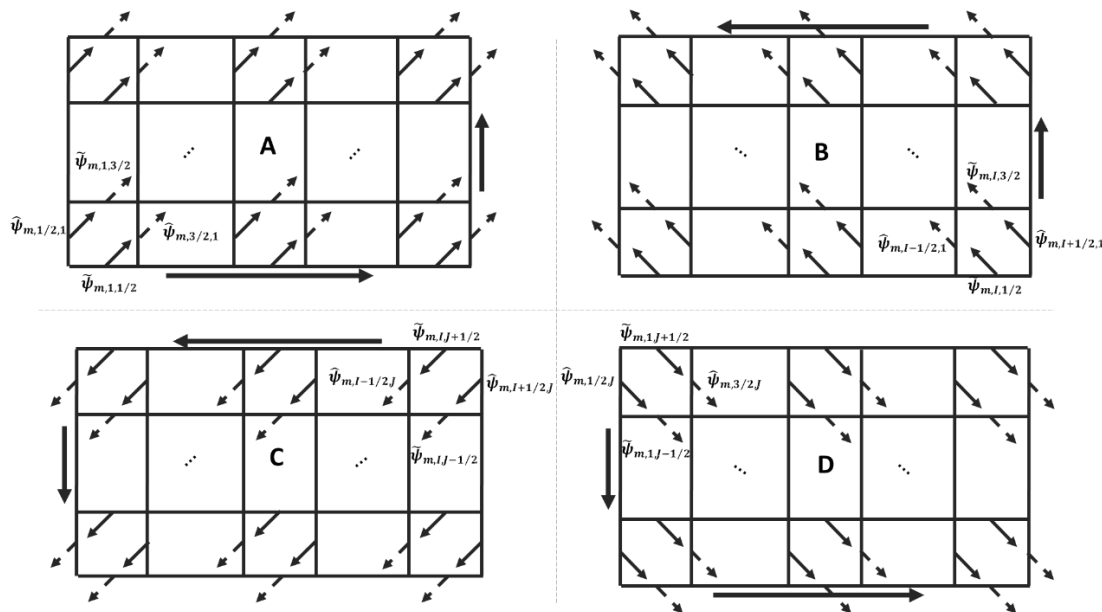 A
ψ̃m,1,3/2
ψ̂m,1/2,1
ψ̂m,3/2,1
ψ̃m,1,1/2
B
ψ̃m,I,3/2
ψ̂m,I−1/2,1
ψ̂m,I+1/2,1
ψ̃m,I,1/2
ψ̃m,I,J+1/2
ψ̂m,I−1/2,J
ψ̂m,I+1/2,J
C
ψ̃m,I,J−1/2
ψ̃m,1,J+1/2
ψ̂m,1/2,J
ψ̂m,3/2,J
ψ̃m,1,J−1/2
D